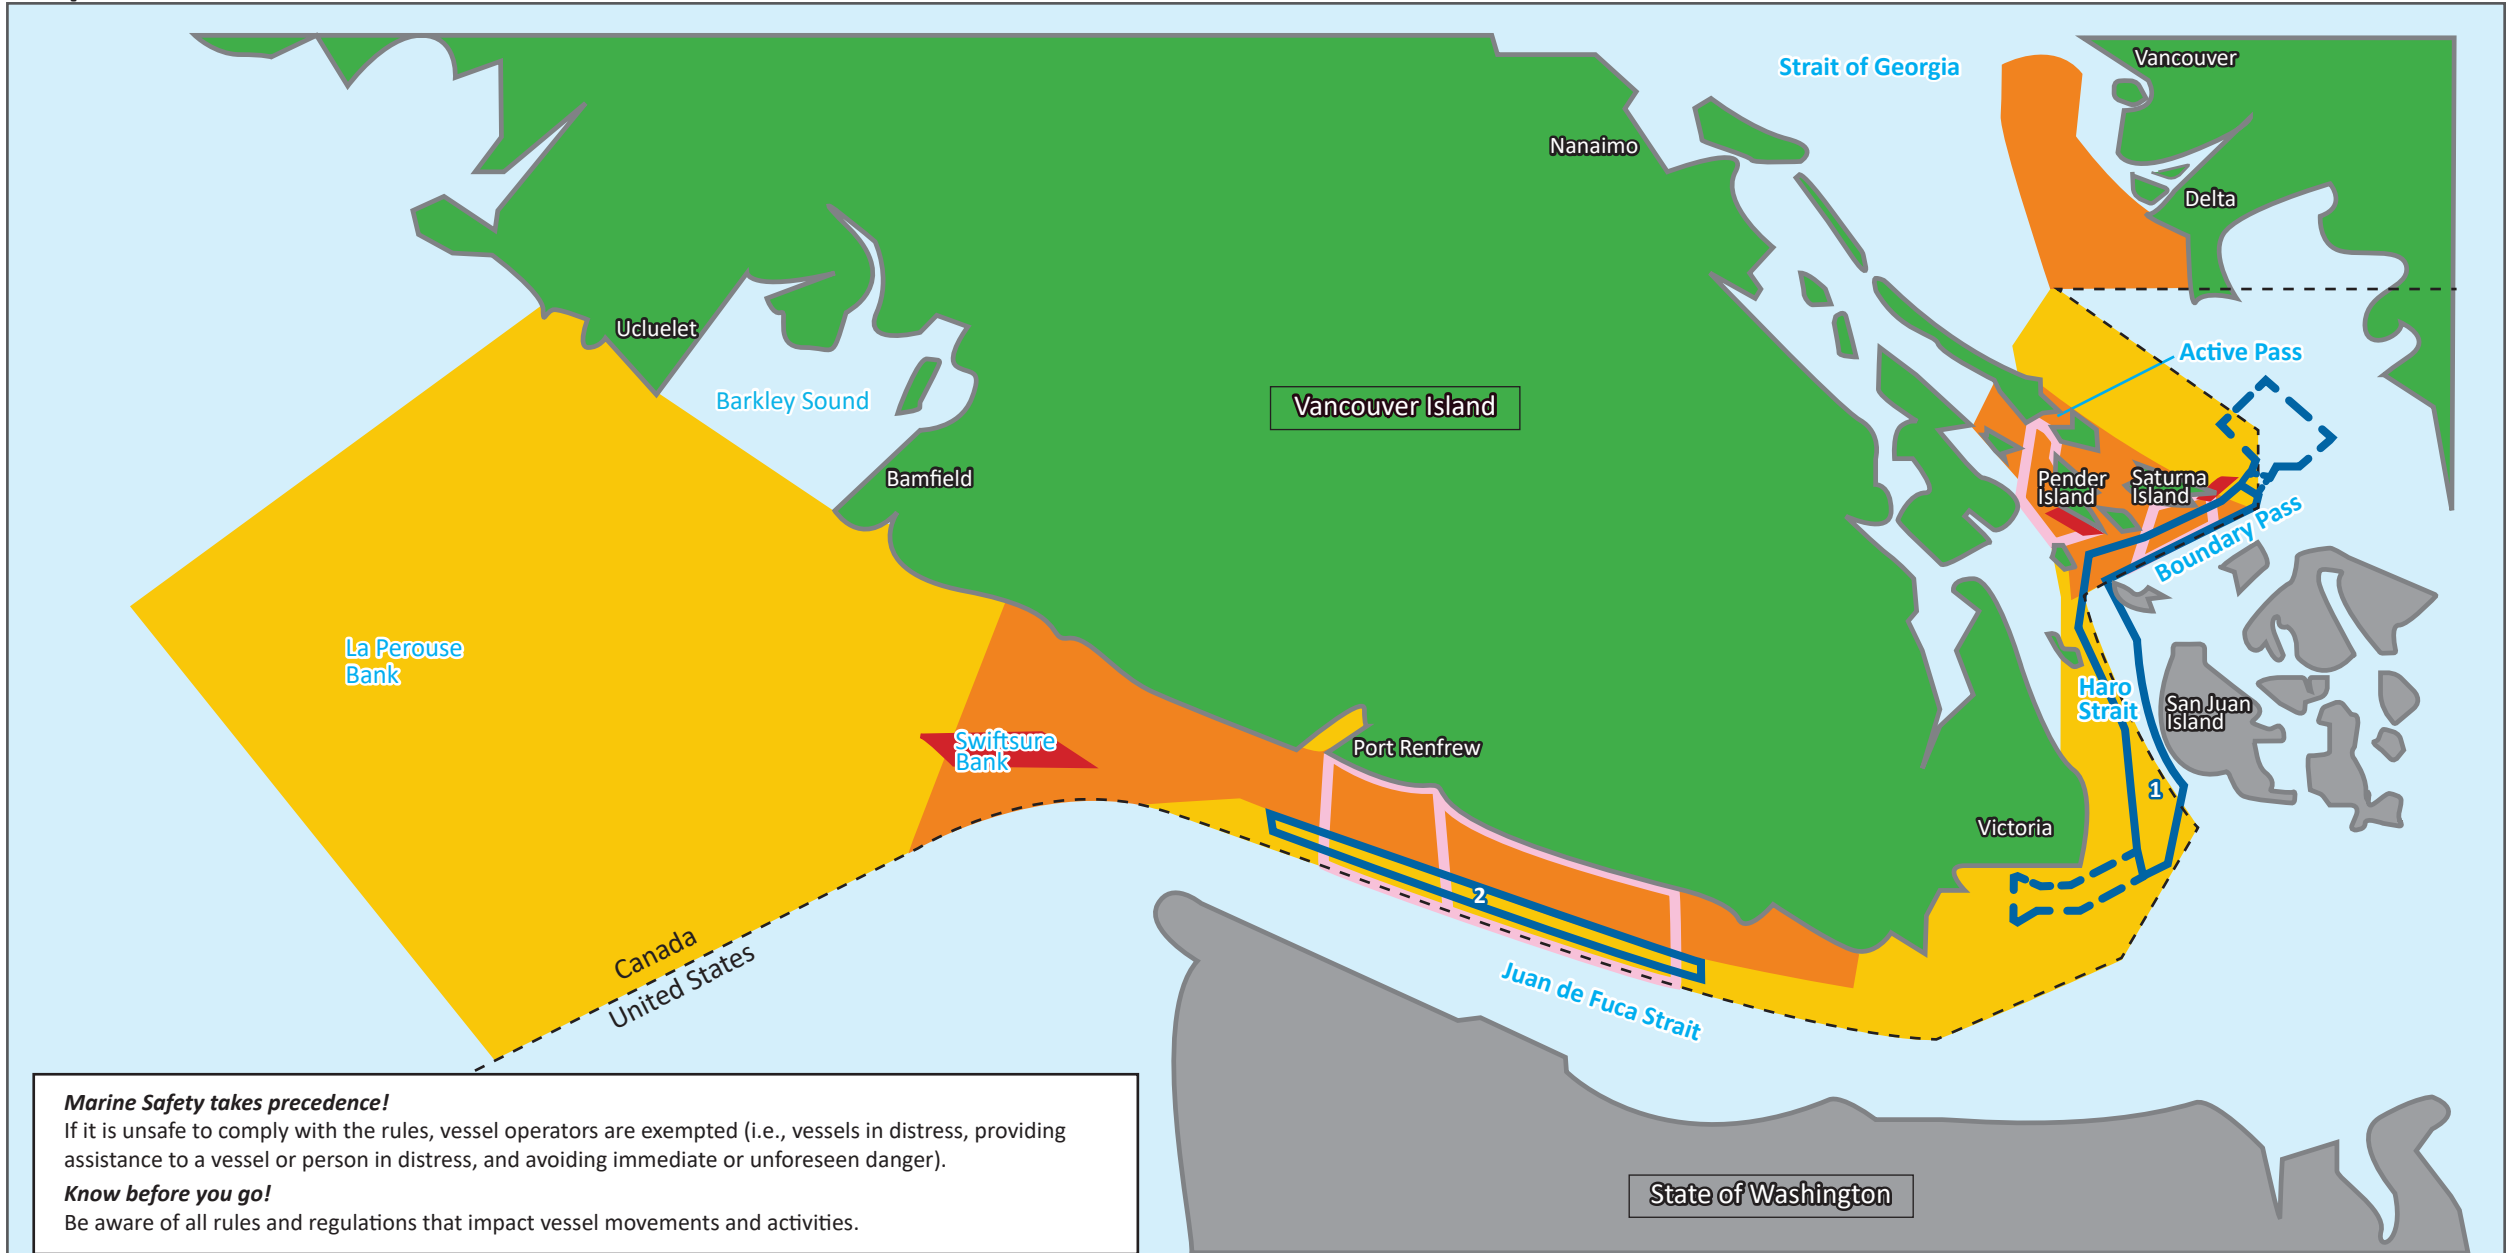 Vancouver
Strait of Georgia
Nanaimo
Delta
Ucluelet
Active Pass
Barkley Sound
Vancouver Island
Bamfield
Pender
Island
Saturna
Island
Boundary Pass
La Perouse
Bank
Haro
Strait
San Juan
Island
Swiftsure
Bank
Port Renfrew
1
Victoria
2
Canada
United States
Juan de Fuca Strait
State of Washington
Marine Safety takes precedence!
If it is unsafe to comply with the rules, vessel operators are exempted (i.e., vessels in distress, providing
assistance to a vessel or person in distress, and avoiding immediate or unforeseen danger).
Know before you go!
Be aware of all rules and regulations that impact vessel movements and activities.